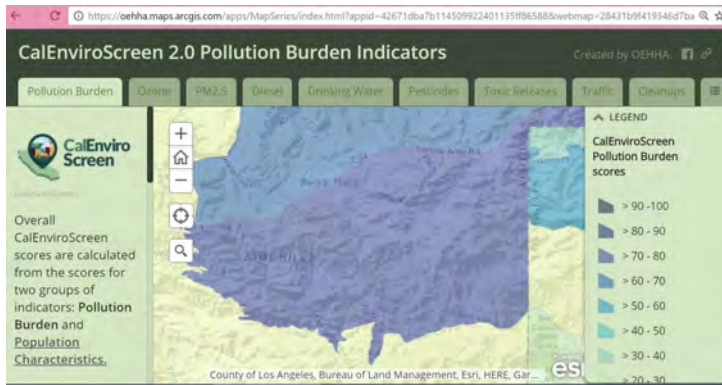 https://oehha.maps.arcgis.com/apps/MapSeries/index.html?appid=42671dba7b114509922401135ff86588&webmap=28431b9f419346d7ba
CalEnviroScreen 2.0 Pollution Burden Indicators
Created by OEHHA.
Pollution Burden
Ozone
PM2.5
Diesel
Drinking Water
Pesticides
Toxic Releases
Traffic
Cleanups
CalEnviro
Screen
Overall
CalEnviroScreen
scores are calculated
from the scores for
two groups of
indicators: Pollution
Burden and
Population
Characteristics.
County of Los Angeles, Bureau of Land Management, Esri, HERE, Gar...
esri
LEGEND
CalEnviroScreen
Pollution Burden
scores
> 90 -100
> 80 - 90
> 70 - 80
> 60 - 70
> 50 - 60
> 40 - 50
> 30 - 40
> 20 - 30